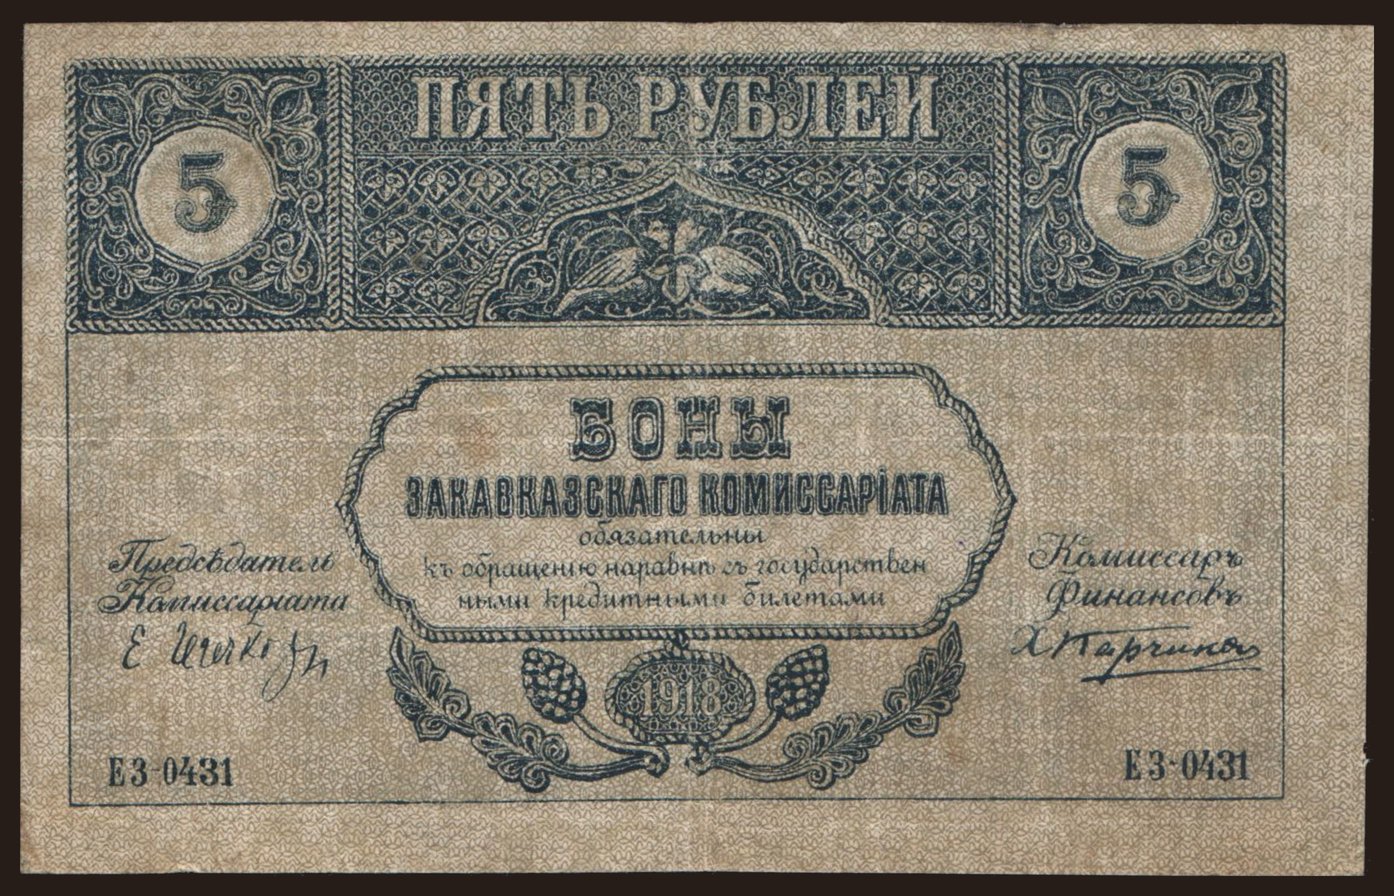 ПЯТЬ РУБЛЕЙ
5 5
БОНЫ
ЗАКАВКАЗСКАГО КОМИССАРІАТА
обязательны
къ обращенію наравнѣ съ государствен
ными кредитными билетами
Предсѣдатель
Комиссаріата
Е
Комиссаръ
Финансовъ
1918
ЕЗ-0431 ЕЗ-0431